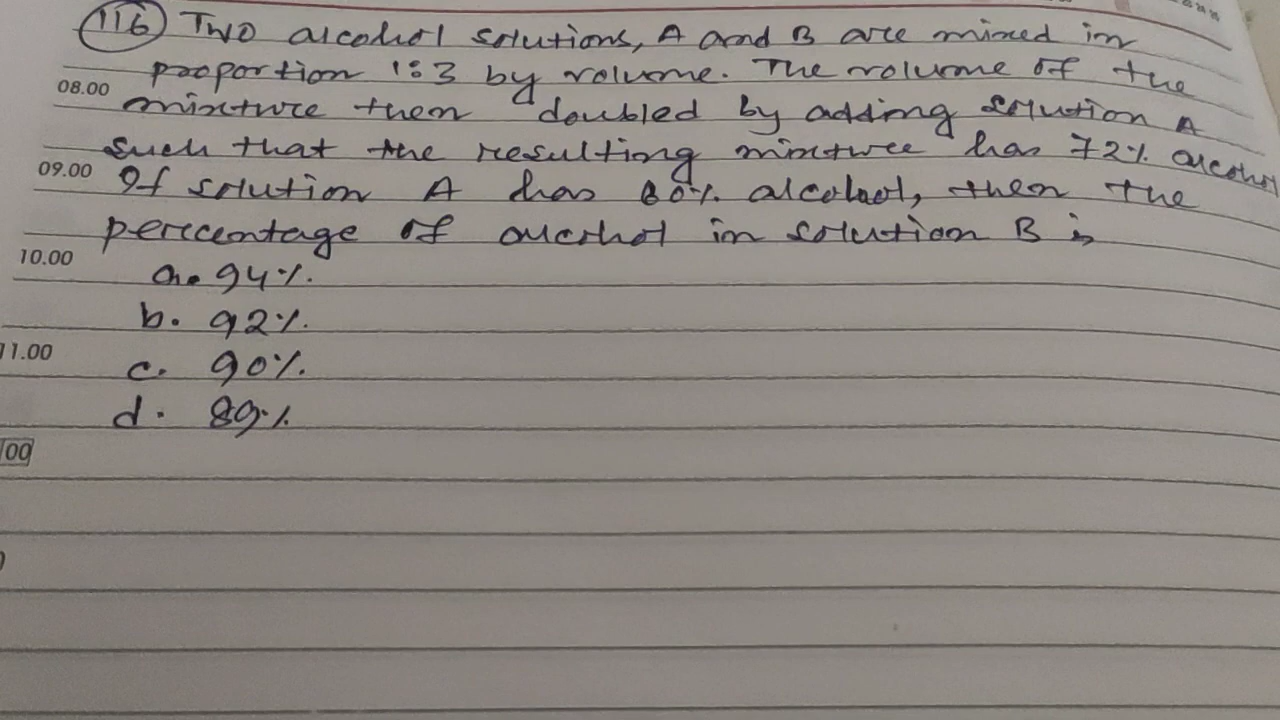 116 Two alcohol solutions, A and B are mixed in
proportion 1:3 by volume. The volume of the
08.00 mixture then doubled by adding solution A
such that the resulting mixture has 72% alcohol
09.00 If solution A has 60% alcohol, then the
percentage of alcohol in solution B is
10.00
a. 94%.
b. 92%.
11.00
c. 90%.
d. 89%.
00